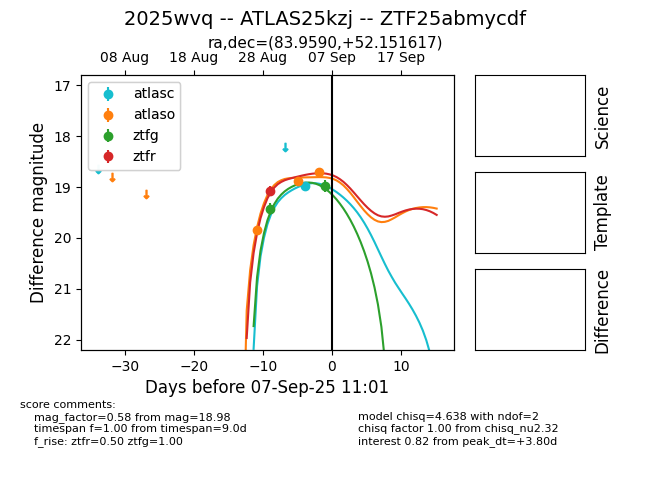 2025wvq -- ATLAS25kzj -- ZTF25abmycdf
ra,dec=(83.9590,+52.151617)
08 Aug 18 Aug 28 Aug 07 Sep 17 Sep
atlasc
atlaso
ztfg
ztfr
17
18
19
20
21
22
Difference magnitude
−30 −20 −10 0 10
Days before 07-Sep-25 11:01
Science
Template
Difference
score comments:
mag_factor=0.58 from mag=18.98
timespan f=1.00 from timespan=9.0d
f_rise: ztfr=0.50 ztfg=1.00
model chisq=4.638 with ndof=2
chisq factor 1.00 from chisq_nu2.32
interest 0.82 from peak_dt=+3.80d